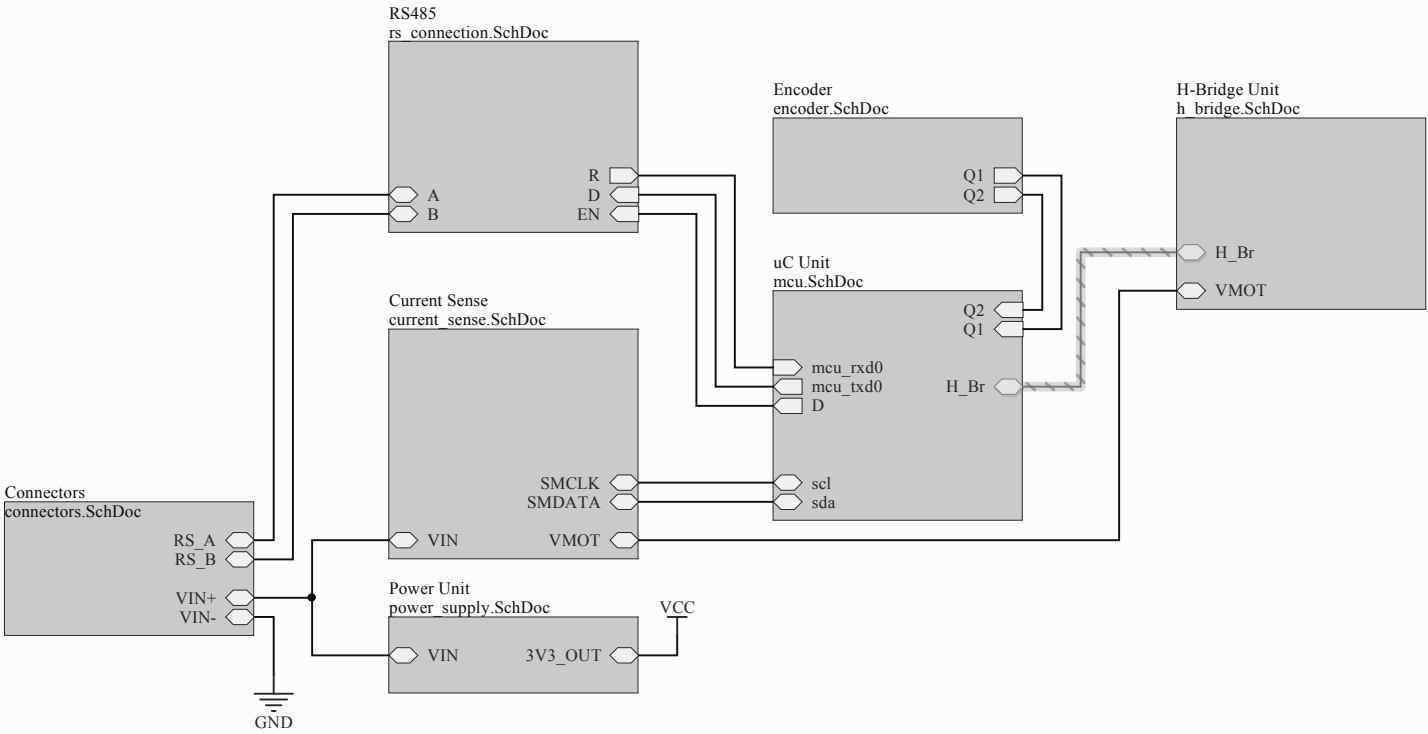 RS485
rs_connection.SchDoc
R
D
EN
A
B
Encoder
encoder.SchDoc
Q1
Q2
H-Bridge Unit
h_bridge.SchDoc
H_Br
VMOT
uC Unit
mcu.SchDoc
Q2
Q1
mcu_rxd0
mcu_txd0
D
H_Br
scl
sda
Current Sense
current_sense.SchDoc
SMCLK
SMDATA
VIN
VMOT
Connectors
connectors.SchDoc
RS_A
RS_B
VIN+
VIN-
GND
Power Unit
power_supply.SchDoc
VIN
3V3_OUT
VCC